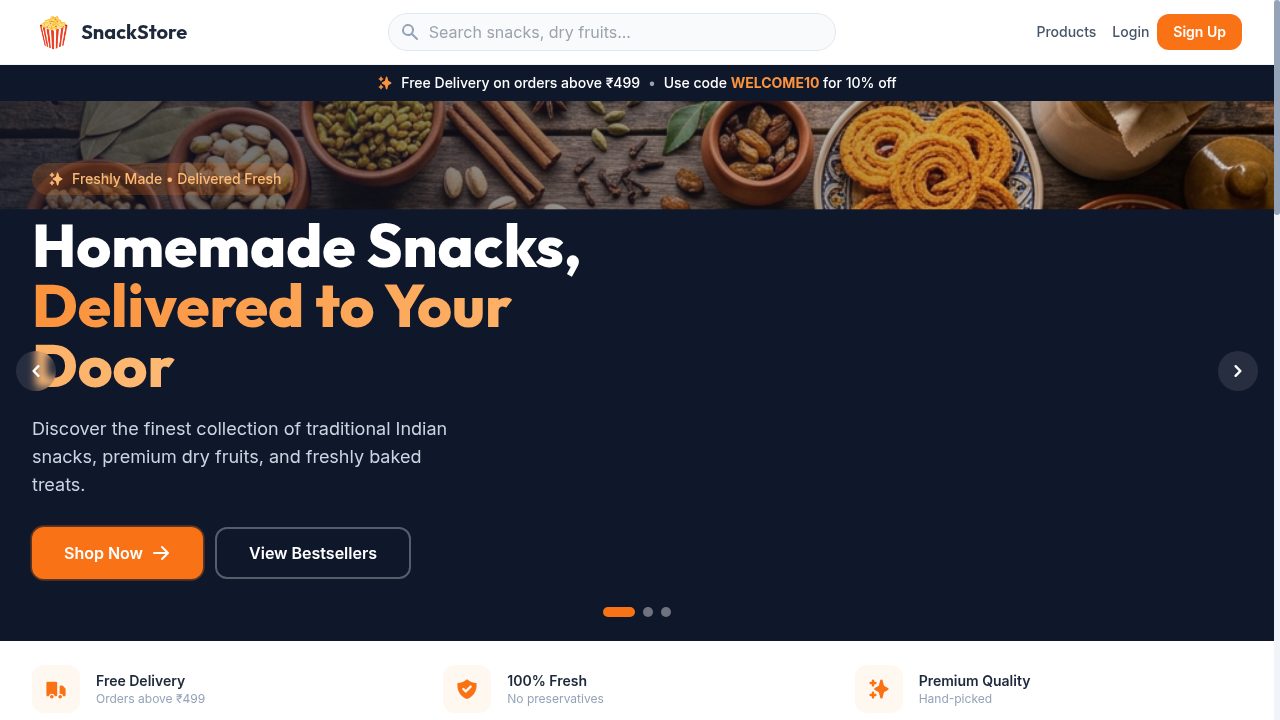 SnackStore
Search snacks, dry fruits...
Products
Login
Sign Up
Free Delivery on orders above ₹499 • Use code WELCOME10 for 10% off
Freshly Made • Delivered Fresh
Homemade Snacks,
Delivered to Your
Door
Discover the finest collection of traditional Indian
snacks, premium dry fruits, and freshly baked
treats.
Shop Now
View Bestsellers
Free Delivery
Orders above ₹499
100% Fresh
No preservatives
Premium Quality
Hand-picked